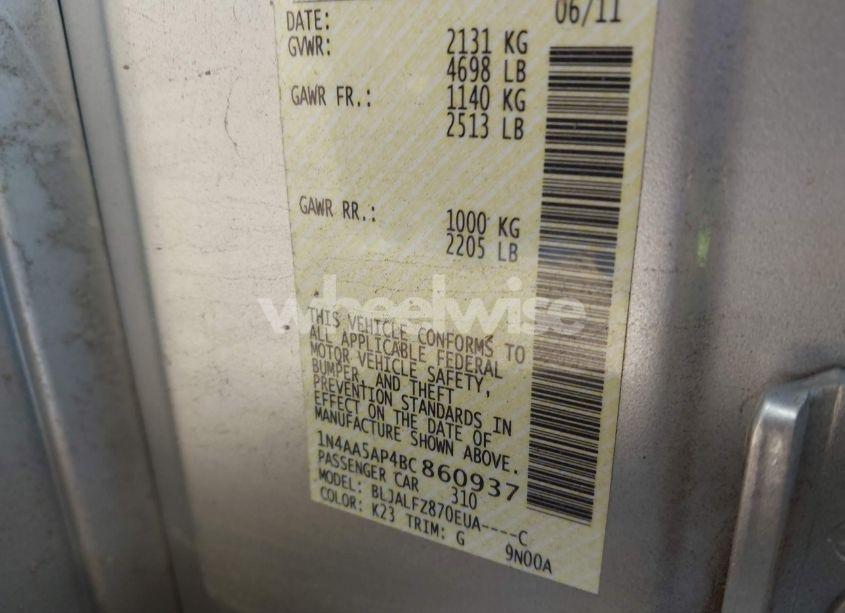 DATE: 06/11
GVWR: 2131 KG
4698 LB
GAWR FR.: 1140 KG
2513 LB
GAWR RR.: 1000 KG
2205 LB
wheelwise
THIS VEHICLE CONFORMS TO
ALL APPLICABLE FEDERAL
MOTOR VEHICLE SAFETY,
BUMPER, AND THEFT
PREVENTION STANDARDS IN
EFFECT ON THE DATE OF
MANUFACTURE SHOWN ABOVE.
1N4AA5AP4BC860937
PASSENGER CAR 310
MODEL: BLJALFZ870EUA----C
COLOR: K23 TRIM: G 9N00A